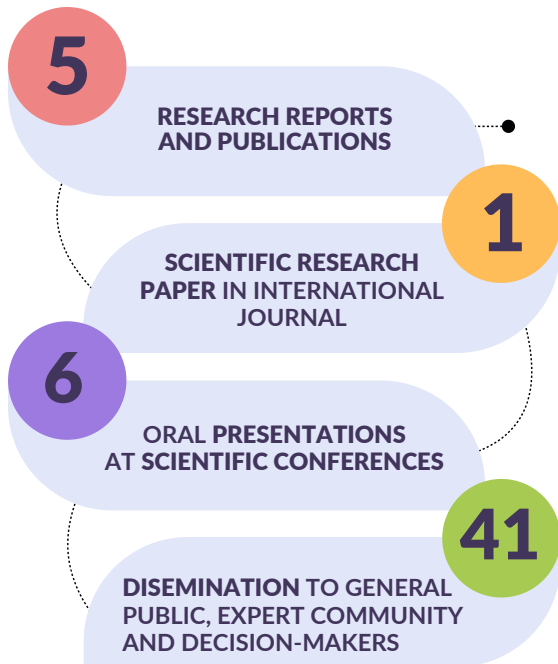 5
RESEARCH REPORTS
AND PUBLICATIONS
1
SCIENTIFIC RESEARCH
PAPER IN INTERNATIONAL
JOURNAL
6
ORAL PRESENTATIONS
AT SCIENTIFIC CONFERENCES
41
DISEMINATION TO GENERAL
PUBLIC, EXPERT COMMUNITY
AND DECISION-MAKERS